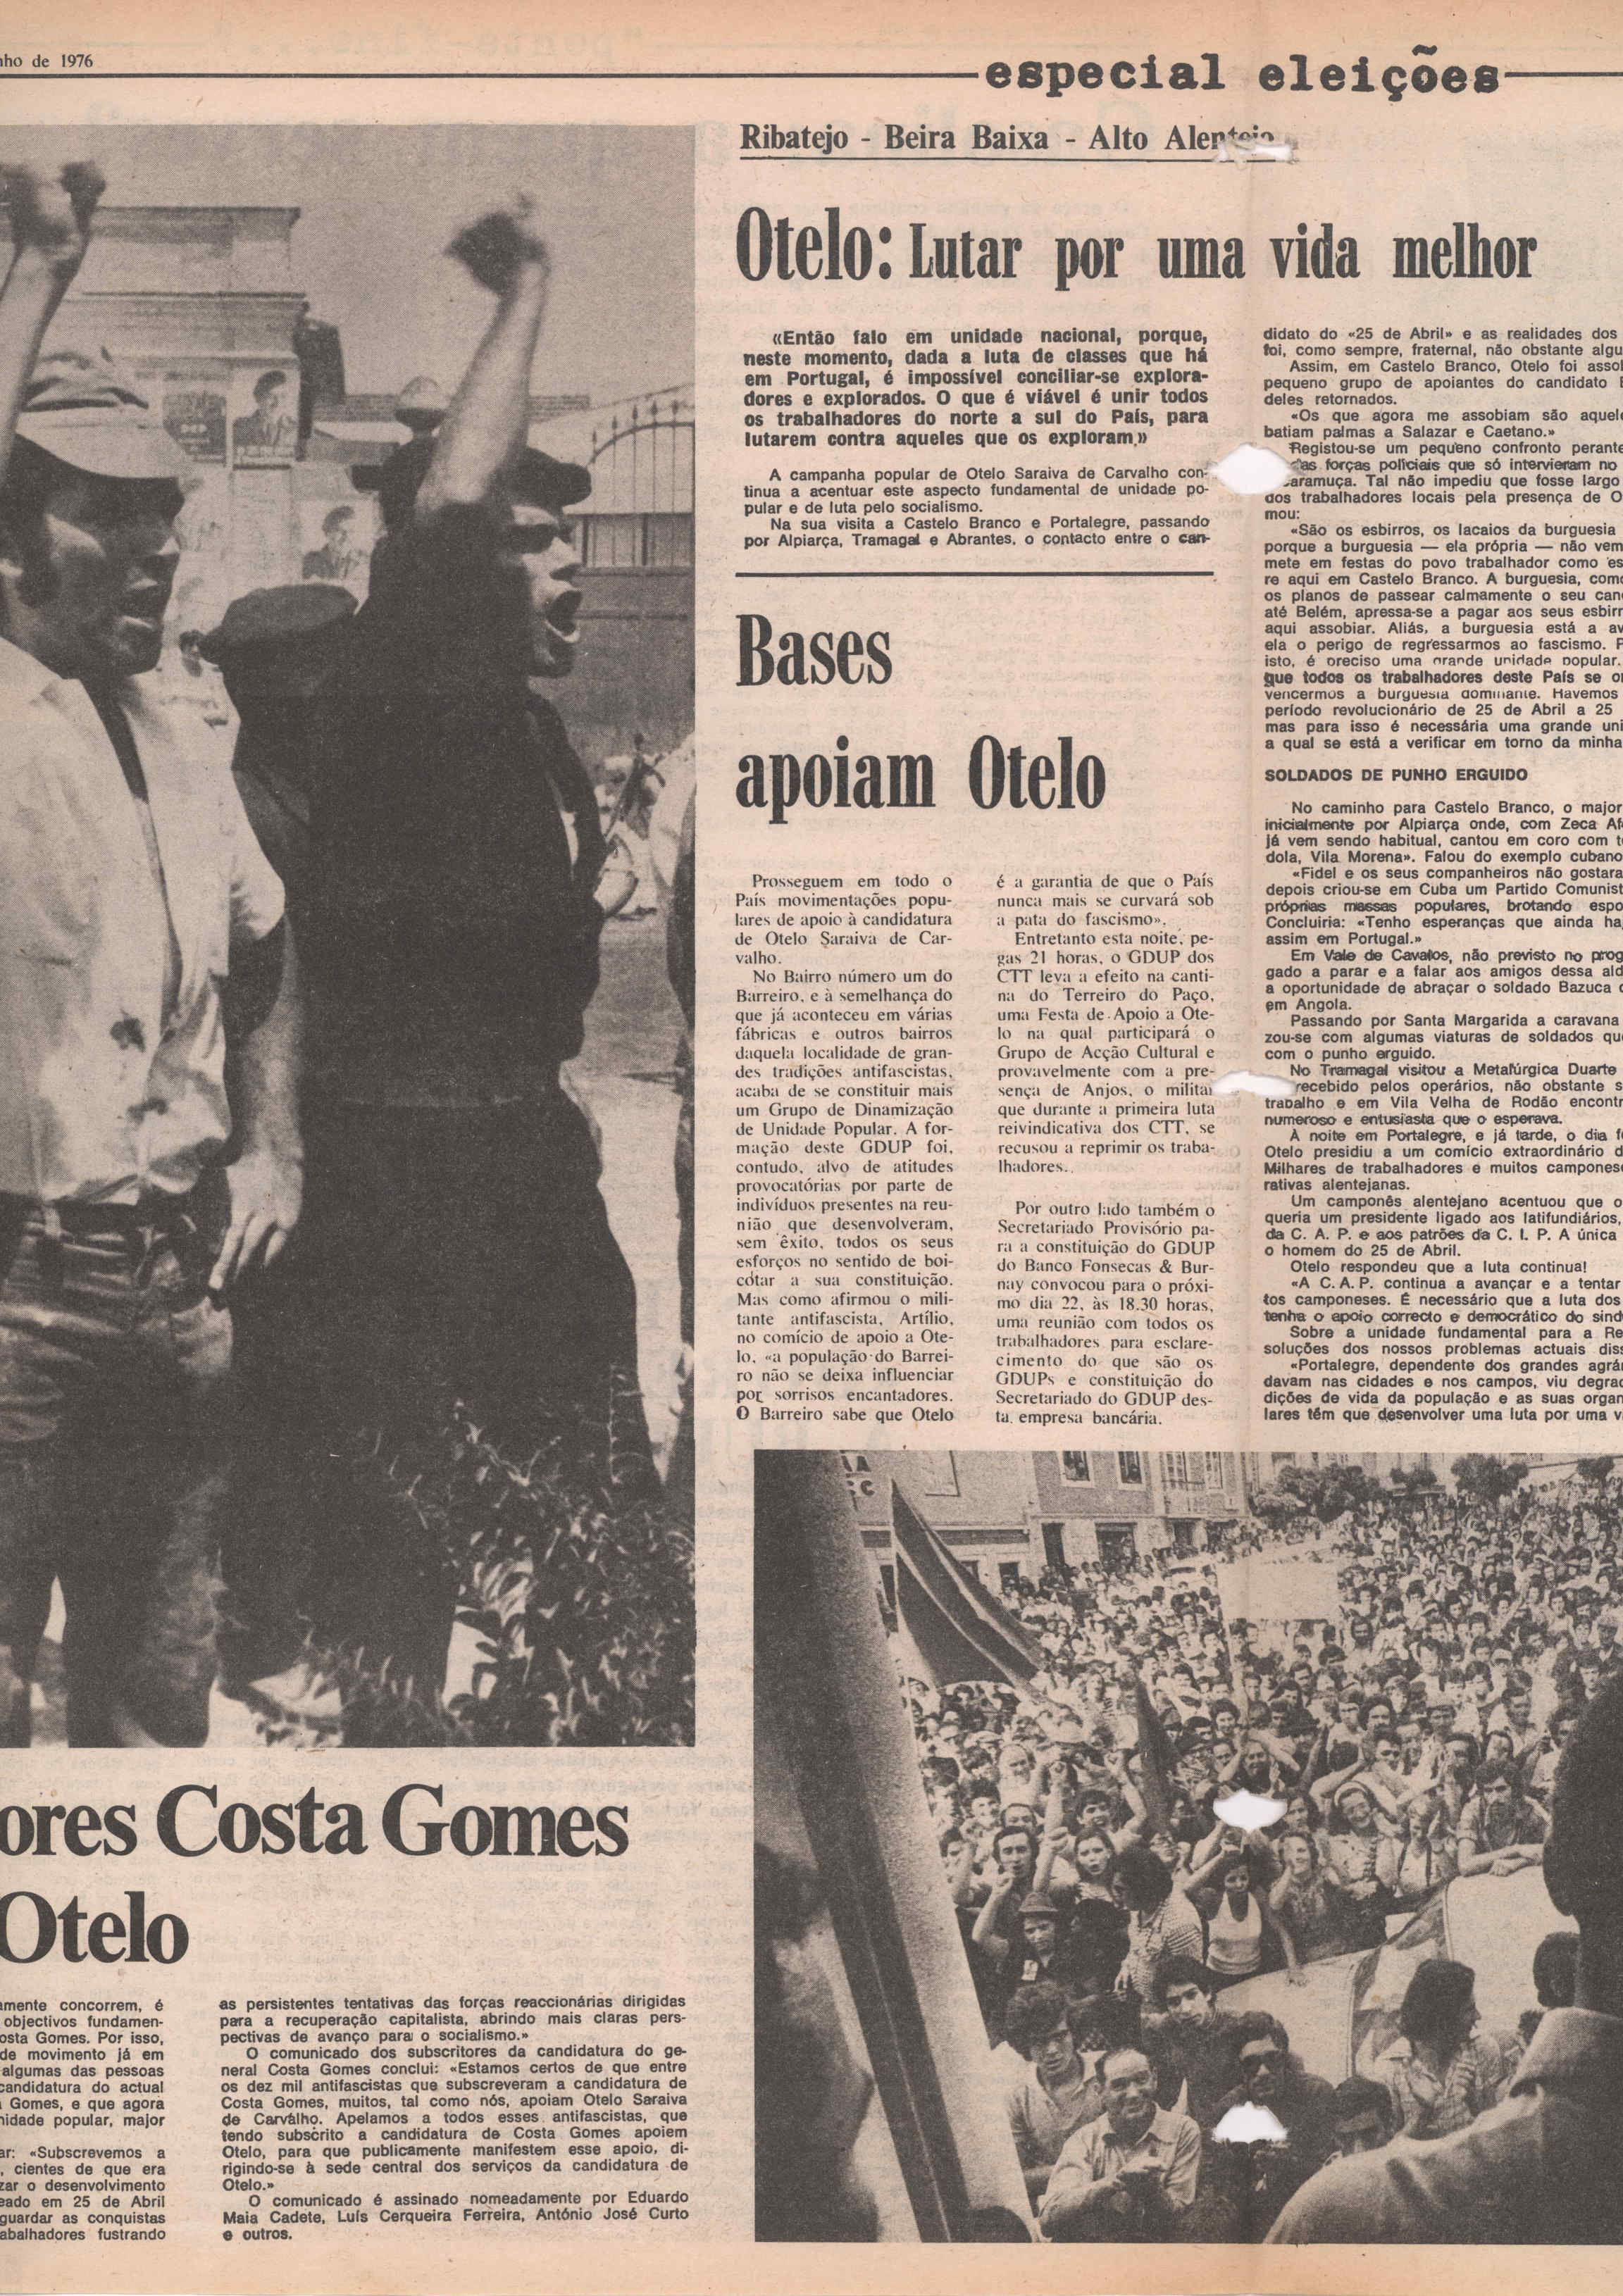 nho de 1976
especial eleições
Ribatejo - Beira Baixa - Alto Alentejo
Otelo: Lutar por uma vida melhor
«Então falo em unidade nacional, porque,
neste momento, dada a luta de classes que há
em Portugal, é impossível conciliar-se explora-
dores e explorados. O que é viável é unir todos
os trabalhadores do norte a sul do País, para
lutarem contra aqueles que os exploram.»
A campanha popular de Otelo Saraiva de Carvalho con-
tinua a acentuar este aspecto fundamental de unidade po-
pular e de luta pelo socialismo.
Na sua visita a Castelo Branco e Portalegre, passando
por Alpiarça, Tramagal e Abrantes, o contacto entre o can-
didato do «25 de Abril» e as realidades dos
foi, como sempre, fraternal, não obstante algu
Assim, em Castelo Branco, Otelo foi assol
pequeno grupo de apoiantes do candidato
deles retornados.
«Os que agora me assobiam são aquele
batiam palmas a Salazar e Caetano.»
Registou-se um pequeno confronto perante
das forças policiais que só intervieram no
aramuça. Tal não impediu que fosse largo
dos trabalhadores locais pela presença de O
mou:
«São os esbirros, os lacaios da burguesia
porque a burguesia — ela própria — não vem
mete em festas do povo trabalhador como es
re aqui em Castelo Branco. A burguesia, como
os planos de passear calmamente o seu can
até Belém, apressa-se a pagar aos seus esbirr
aqui assobiar. Aliás, a burguesia está a av
ela o perigo de regressarmos ao fascismo. P
isto, é preciso uma grande unidade popular.
que todos os trabalhadores deste País se o
vencermos a burguesia dominante. Havemos
período revolucionário de 25 de Abril a 25
mas para isso é necessária uma grande uni
a qual se está a verificar em torno da minha
SOLDADOS DE PUNHO ERGUIDO
No caminho para Castelo Branco, o major
inicialmente por Alpiarça onde, com Zeca Af
já vem sendo habitual, cantou em coro com t
dola, Vila Morena». Falou do exemplo cubano
«Fidel e os seus companheiros não gostara
depois criou-se em Cuba um Partido Comunist
próprias massas populares, brotando espo
Concluiria: «Tenho esperanças que ainda ha
assim em Portugal.»
Em Vale de Cavalos, não previsto no prog
gado a parar e a falar aos amigos dessa ald
a oportunidade de abraçar o soldado Bazuca
em Angola.
Passando por Santa Margarida a caravana
zou-se com algumas viaturas de soldados qu
com o punho erguido.
No Tramagal visitou a Metalúrgica Duarte
recebido pelos operários, não obstante s
trabalho e em Vila Velha de Rodão encontr
numeroso e entusiasta que o esperava.
À noite em Portalegre, e já tarde, o dia f
Otelo presidiu a um comício extraordinário d
Milhares de trabalhadores e muitos campones
rativas alentejanas.
Um camponês alentejano acentuou que o
queria um presidente ligado aos latifundiários,
da C. A. P. e aos patrões da C. I. P. A única
o homem do 25 de Abril.
Otelo respondeu que a luta continua!
«A C. A. P. continua a avançar e a tentar
tos camponeses. É necessário que a luta dos
tenha o apoio correcto e democrático do sind
Sobre a unidade fundamental para a Re
soluções dos nossos problemas actuais diss
«Portalegre, dependente dos grandes agrá
davam nas cidades e nos campos, viu degrad
dições de vida da população e as suas organ
lares têm que desenvolver uma luta por uma v
Bases
apoiam Otelo
Prosseguem em todo o
País movimentações popu-
lares de apoio à candidatura
de Otelo Saraiva de Car-
valho.
No Bairro número um do
Barreiro, e à semelhança do
que já aconteceu em várias
fábricas e outros bairros
daquela localidade de gran-
des tradições antifascistas,
acaba de se constituir mais
um Grupo de Dinamização
de Unidade Popular. A for-
mação deste GDUP foi,
contudo, alvo de atitudes
provocatórias por parte de
indivíduos presentes na reu-
nião que desenvolveram,
sem êxito, todos os seus
esforços no sentido de boi-
cotar a sua constituição.
Mas como afirmou o mili-
tante antifascista, Artílio,
no comício de apoio a Ote-
lo, «a população do Barrei-
ro não se deixa influenciar
por sorrisos encantadores.
O Barreiro sabe que Otelo
é a garantia de que o País
nunca mais se curvará sob
a pata do fascismo».
Entretanto esta noite, pe-
gas 21 horas, o GDUP dos
CTT leva a efeito na canti-
na do Terreiro do Paço,
uma Festa de Apoio a Ote-
lo na qual participará o
Grupo de Acção Cultural e
provavelmente com a pre-
sença de Anjos, o militar
que durante a primeira luta
reivindicativa dos CTT, se
recusou a reprimir os traba-
lhadores.
Por outro lado também o
Secretariado Provisório pa-
ra a constituição do GDUP
do Banco Fonsecas & Bur-
nay convocou para o próxi-
mo dia 22, às 18.30 horas,
uma reunião com todos os
trabalhadores para esclare-
cimento do que são os
GDUPs e constituição do
Secretariado do GDUP des-
ta empresa bancária.
ores Costa Gomes
Otelo
amente concorrem, é
objectivos fundamen-
osta Gomes. Por isso,
de movimento já em
algumas das pessoas
candidatura do actual
Gomes, e que agora
nidade popular, major
ar: «Subscrevemos a
, cientes de que era
zar o desenvolvimento
eado em 25 de Abril
guardar as conquistas
abalhadores fustrando
as persistentes tentativas das forças reaccionárias dirigidas
para a recuperação capitalista, abrindo mais claras pers-
pectivas de avanço para o socialismo.»
O comunicado dos subscritores da candidatura do ge-
neral Costa Gomes conclui: «Estamos certos de que entre
os dez mil antifascistas que subscreveram a candidatura de
Costa Gomes, muitos, tal como nós, apoiam Otelo Saraiva
de Carvalho. Apelamos a todos esses antifascistas, que
tendo subscrito a candidatura de Costa Gomes apoiem
Otelo, para que publicamente manifestem esse apoio, di-
rigindo-se à sede central dos serviços da candidatura de
Otelo.»
O comunicado é assinado nomeadamente por Eduardo
Maia Cadete, Luís Cerqueira Ferreira, António José Curto
e outros.